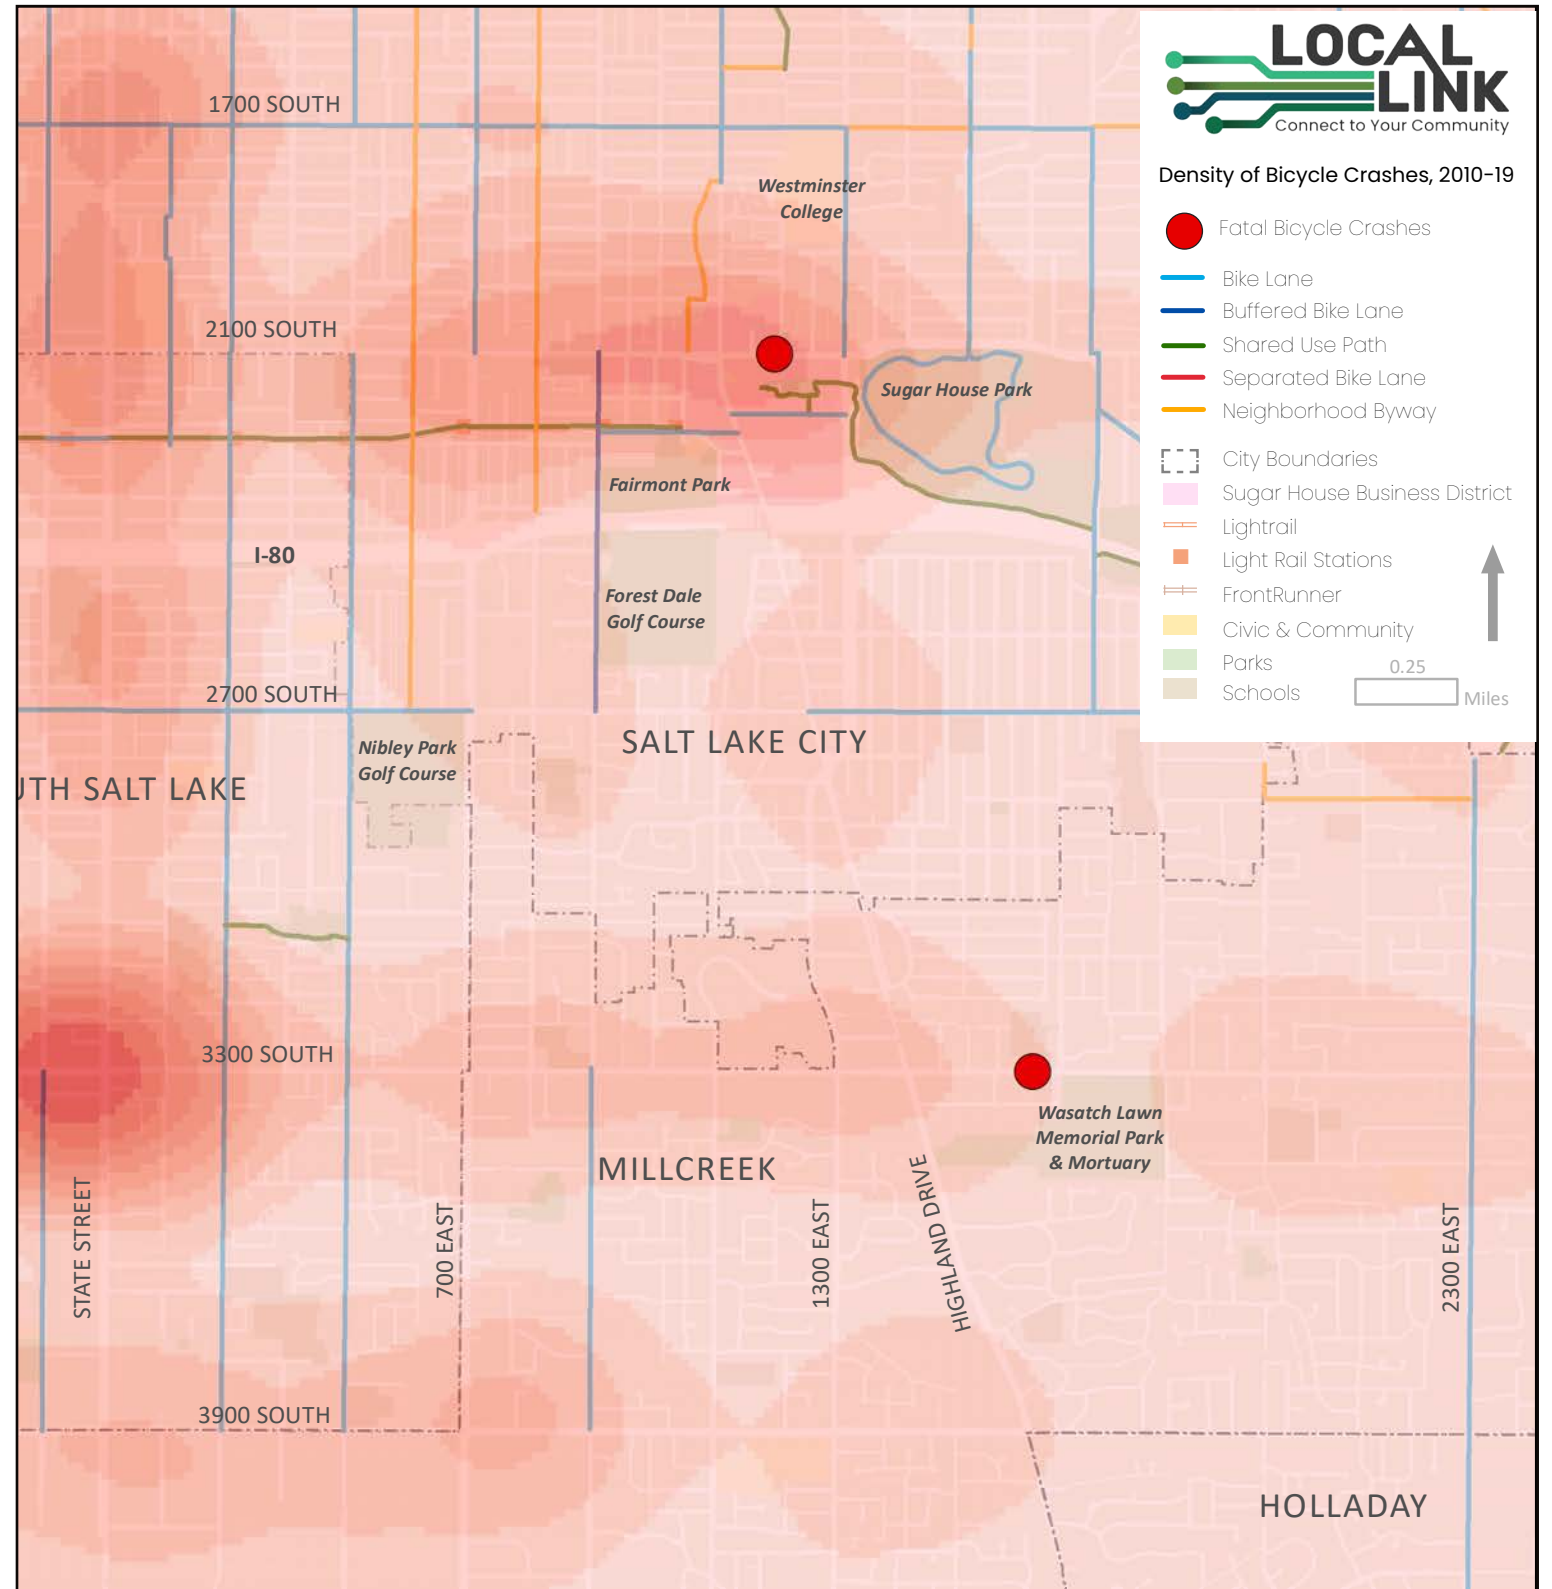 LOCAL
LINK
Connect to Your Community
Density of Bicycle Crashes, 2010-19
Fatal Bicycle Crashes
Bike Lane
Buffered Bike Lane
Shared Use Path
Separated Bike Lane
Neighborhood Byway
City Boundaries
Sugar House Business District
Lightrail
Light Rail Stations
FrontRunner
Civic & Community
Parks
Schools
0.25
Miles
1700 SOUTH
Westminster
College
2100 SOUTH
Sugar House Park
Fairmont Park
I-80
Forest Dale
Golf Course
2700 SOUTH
SALT LAKE CITY
Nibley Park
Golf Course
UTH SALT LAKE
3300 SOUTH
Wasatch Lawn
Memorial Park
& Mortuary
MILLCREEK
STATE STREET
700 EAST
1300 EAST
HIGHLAND DRIVE
2300 EAST
3900 SOUTH
HOLLADAY